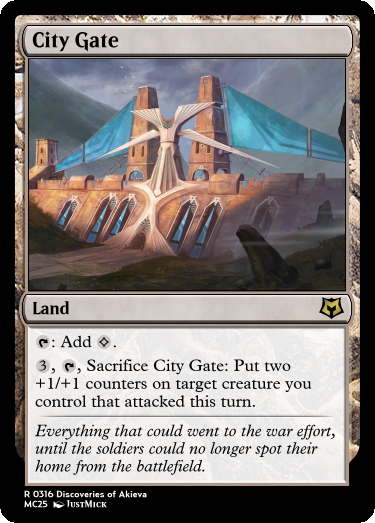 City Gate
Land
: Add .
3, , Sacrifice City Gate: Put two
+1/+1 counters on target creature you
control that attacked this turn.
Everything that could went to the war effort,
until the soldiers could no longer spot their
home from the battlefield.
R 0316 Discoveries of Akieva
MC25 JustMick